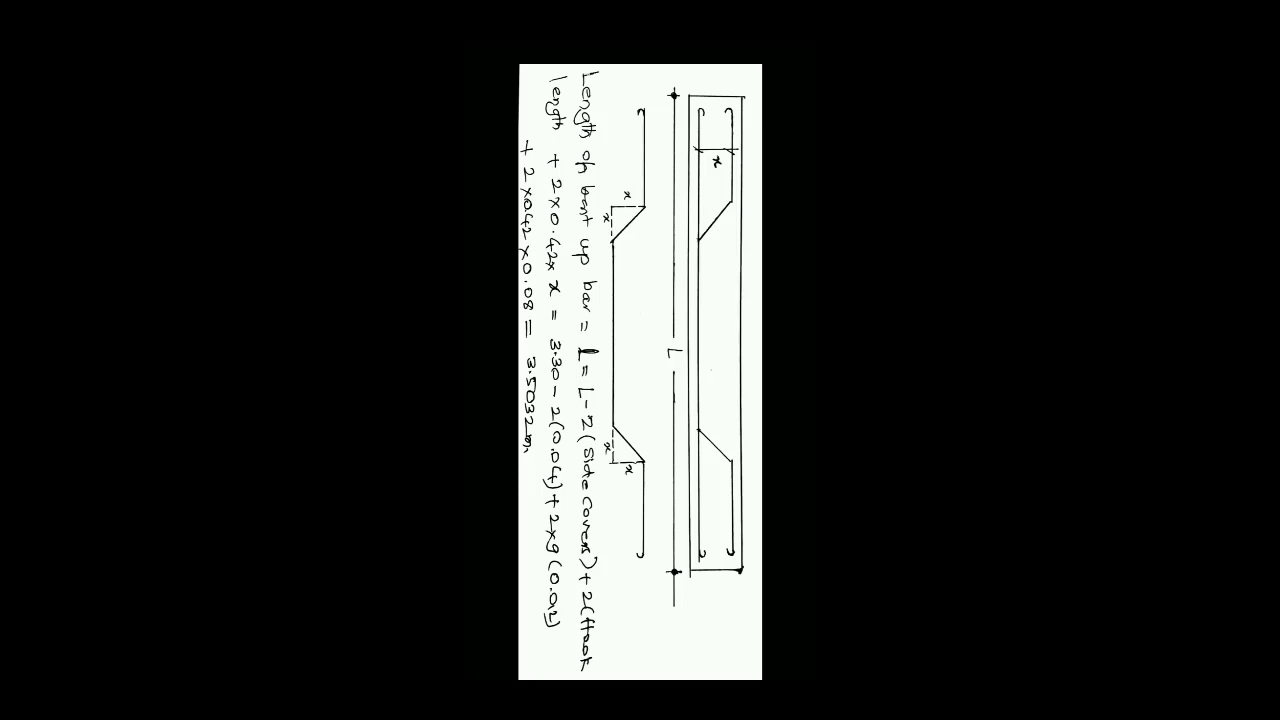 x
L
x
x
x
x
Length of bent up bar = l = L - 2(side covers) + 2(Hook
length + 2×0.42×x = 3.30 - 2(0.04) + 2×9(0.012)
+ 2×0.42×0.08 = 3.5032m